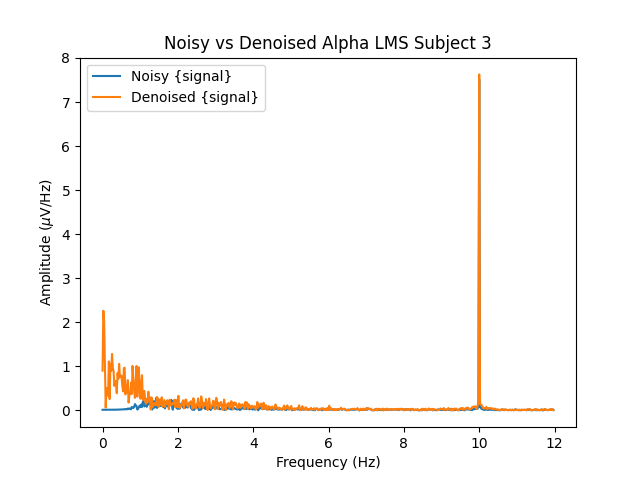 Noisy vs Denoised Alpha LMS Subject 3
Noisy {signal}
Denoised {signal}
Amplitude (μV/Hz)
8
7
6
5
4
3
2
1
0
0 2 4 6 8 10 12
Frequency (Hz)